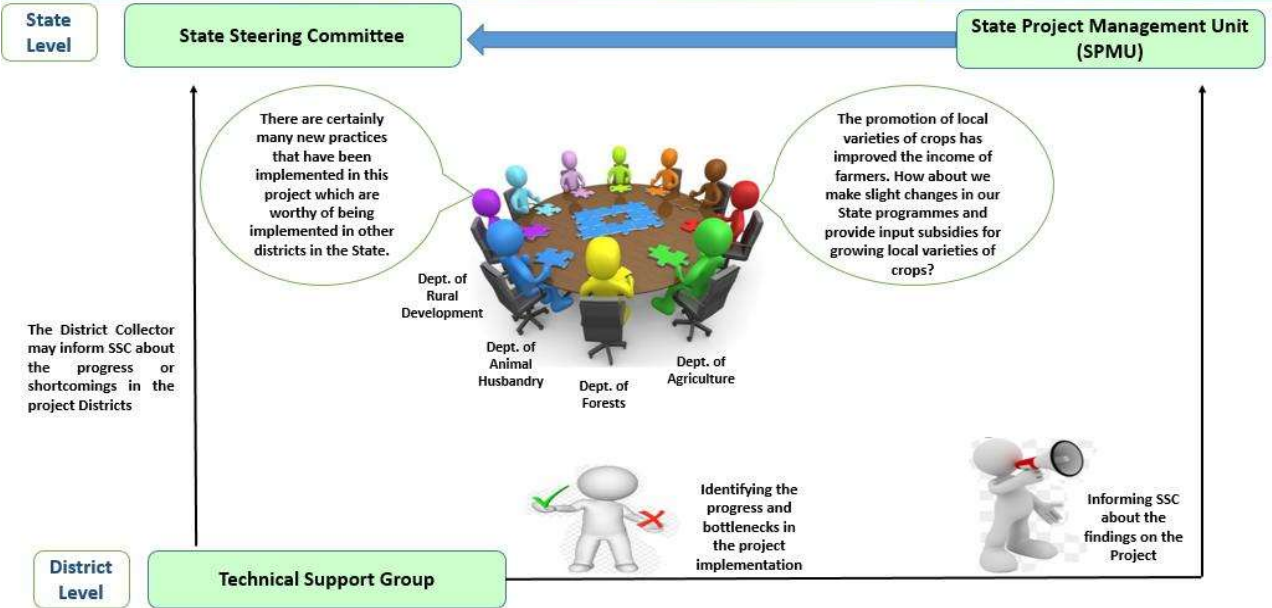 State
Level
State Steering Committee
State Project Management Unit
(SPMU)
There are certainly
many new practices
that have been
implemented in this
project which are
worthy of being
implemented in other
districts in the State.
The promotion of local
varieties of crops has
improved the income of
farmers. How about we
make slight changes in our
State programmes and
provide input subsidies for
growing local varieties of
crops?
Dept. of
Rural
Development
Dept. of
Animal
Husbandry
Dept. of
Forests
Dept. of
Agriculture
The District Collector
may inform SSC about
the progress or
shortcomings in the
project Districts
Identifying the
progress and
bottlenecks in
the project
implementation
Informing SSC
about the
findings on the
Project
District
Level
Technical Support Group